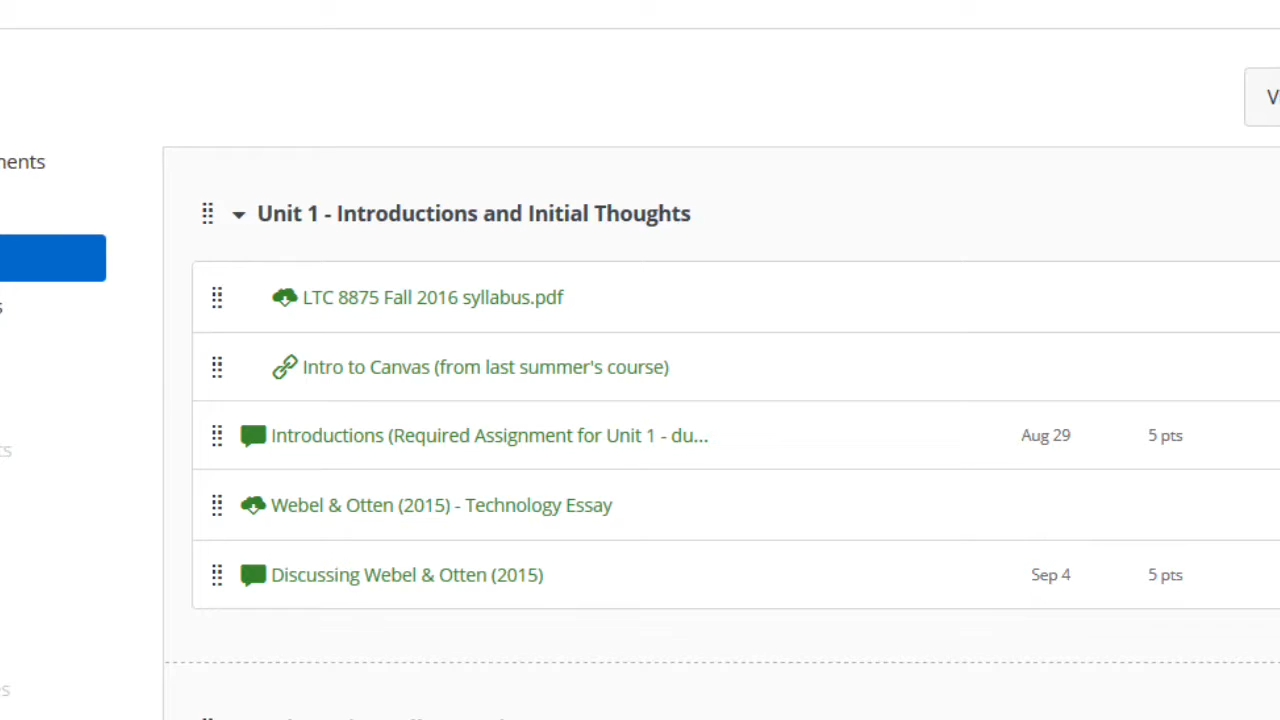 V
nents
Unit 1 - Introductions and Initial Thoughts
LTC 8875 Fall 2016 syllabus.pdf
s
Intro to Canvas (from last summer's course)
Introductions (Required Assignment for Unit 1 - du... Aug 29 5 pts
ts
Webel & Otten (2015) - Technology Essay
Discussing Webel & Otten (2015) Sep 4 5 pts
es